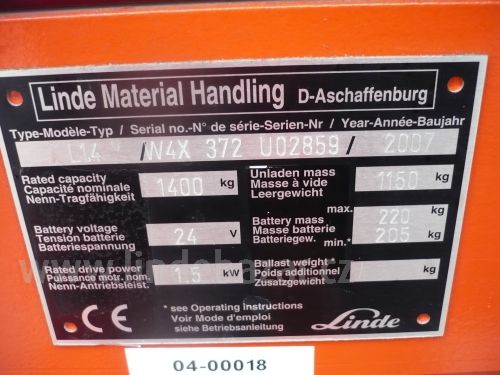 Linde Material Handling D-Aschaffenburg
Type-Modèle-Typ / Serial no.-N° de série-Serien-Nr / Year-Année-Baujahr
L14 /W4X 372 U02859/ 2007
Rated capacity
Capacité nominale
Nenn-Tragfähigkeit
1400 kg
Unladen mass
Masse à vide
Leergewicht
1150 kg
Battery voltage
Tension batterie
Batteriespannung
24 V
max. 220
Battery mass
Masse batterie kg
Batteriegew. min.* 205
Rated drive power
Puissance motr. nom.
Nenn-Antriebsleist.
1.5 kW
Ballast weight
Poids additionnel
Zusatzgewicht
kg
* see Operating instructions
Voir Mode d'emploi
siehe Betriebsanleitung
CE
Linde
04-00018